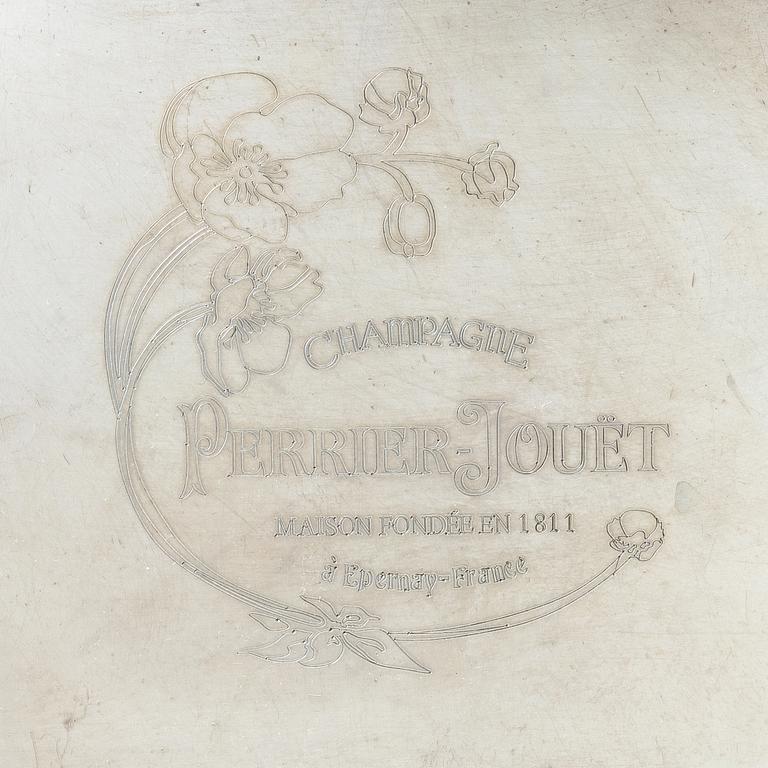 CHAMPAGNE
PERRIER-JOUËT
MAISON FONDÉE EN 1811
à Epernay-France